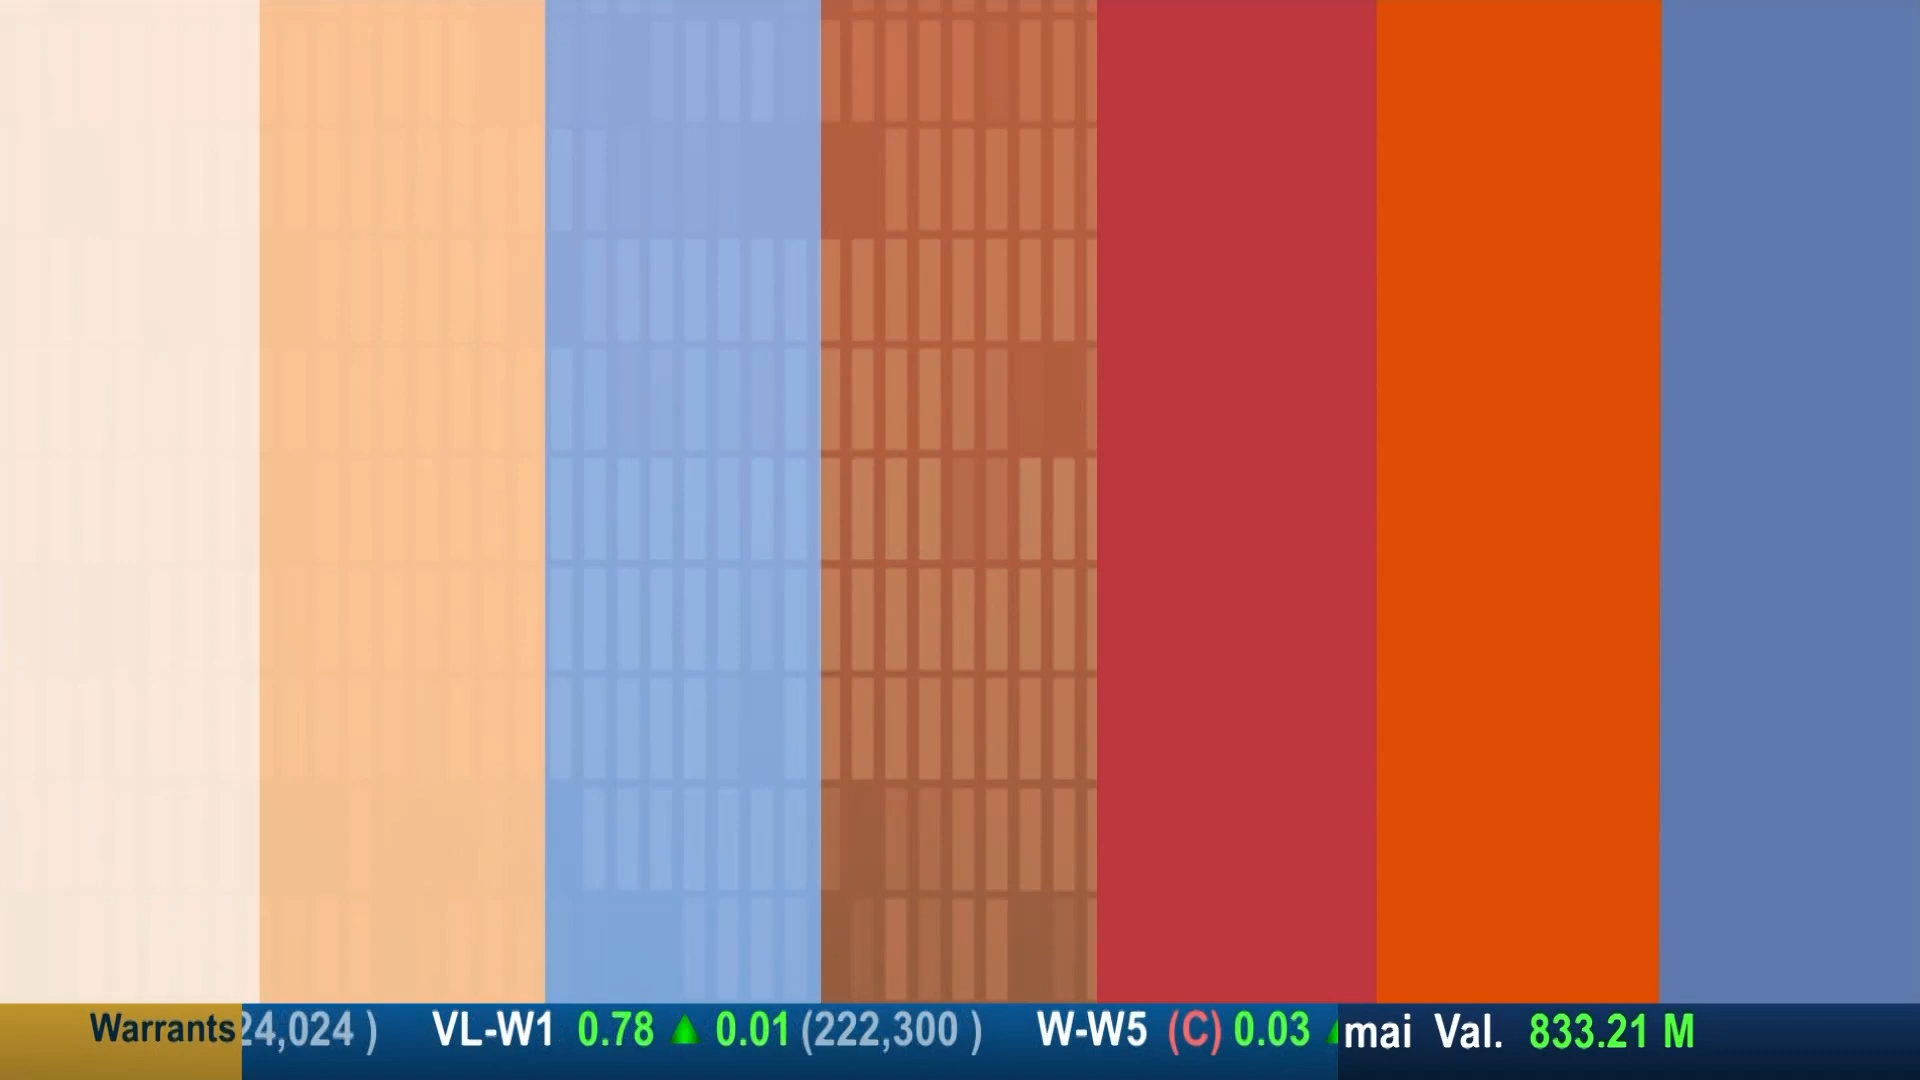 Warrants 24,024 ) VL-W1 0.78 ▲ 0.01 (222,300 ) W-W5 (C) 0.03 mai Val. 833.21 M